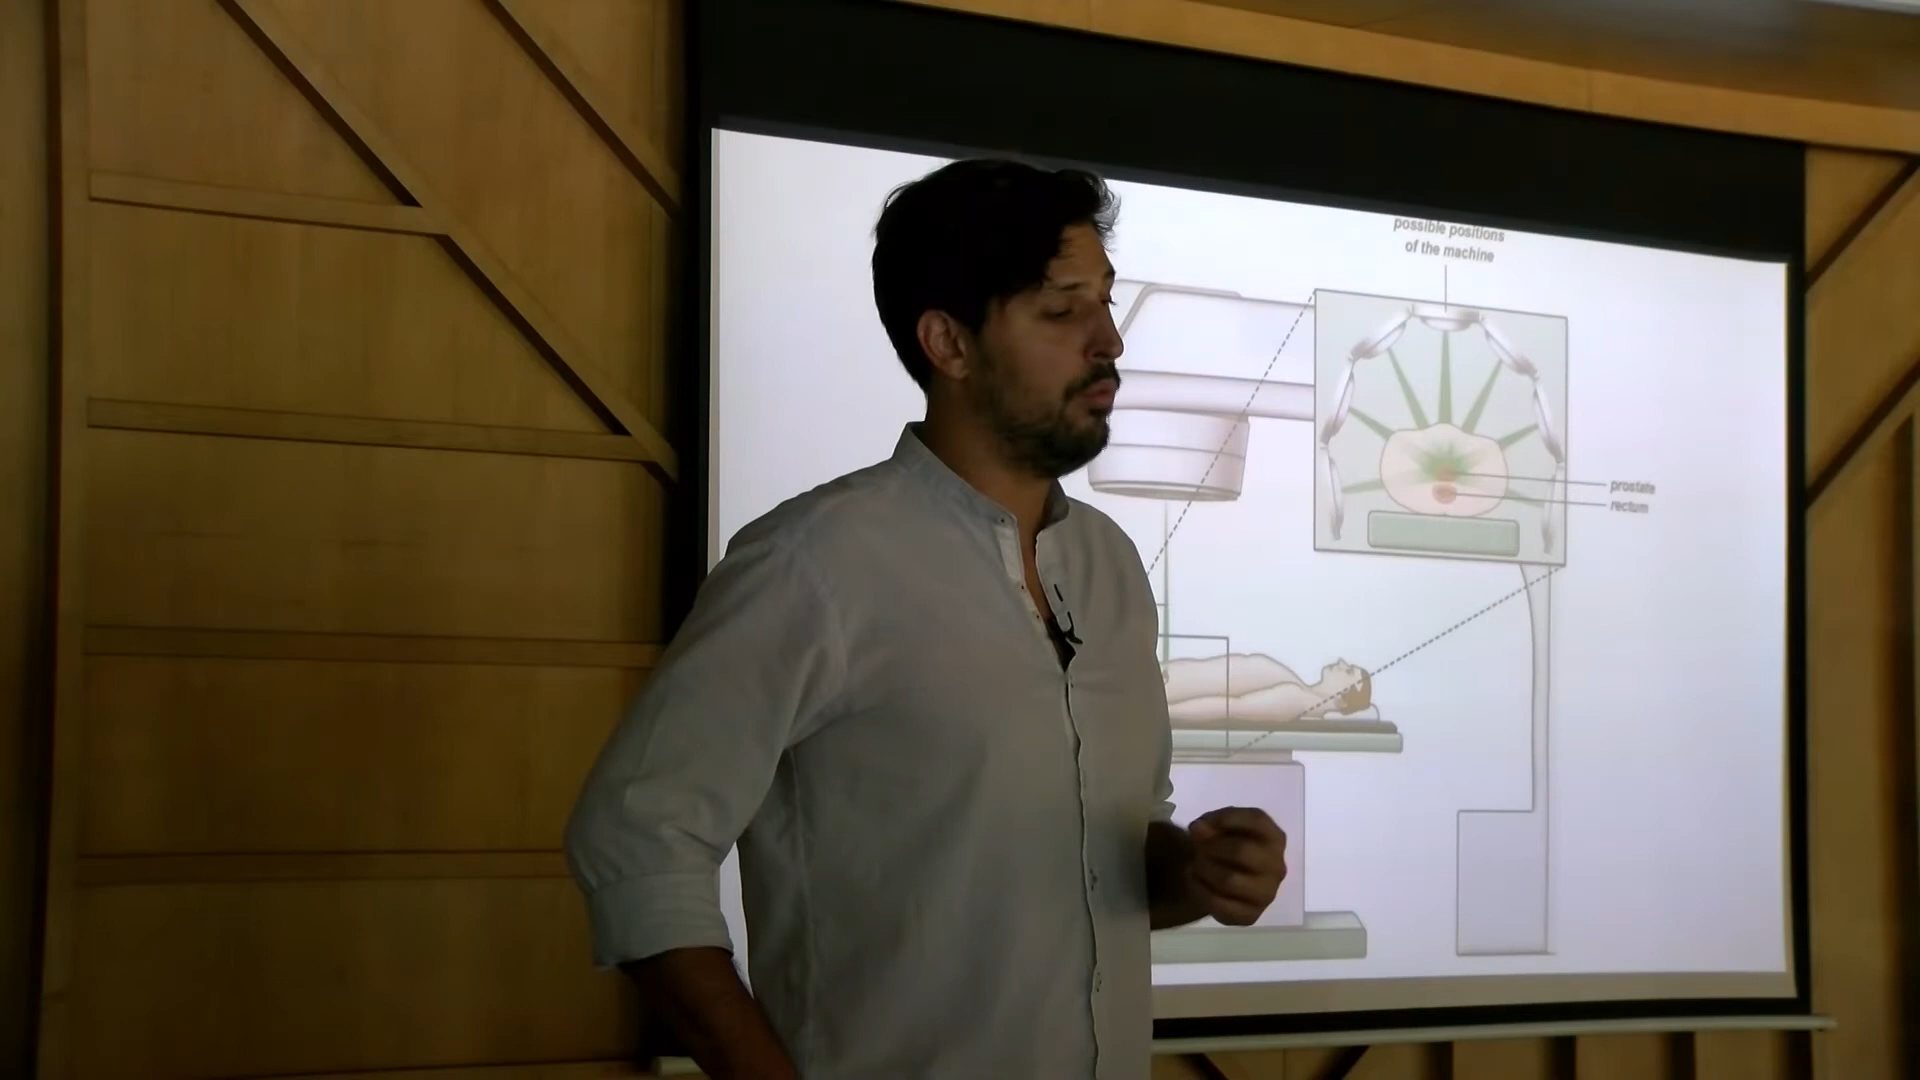 possible positions
of the machine
prostate
rectum